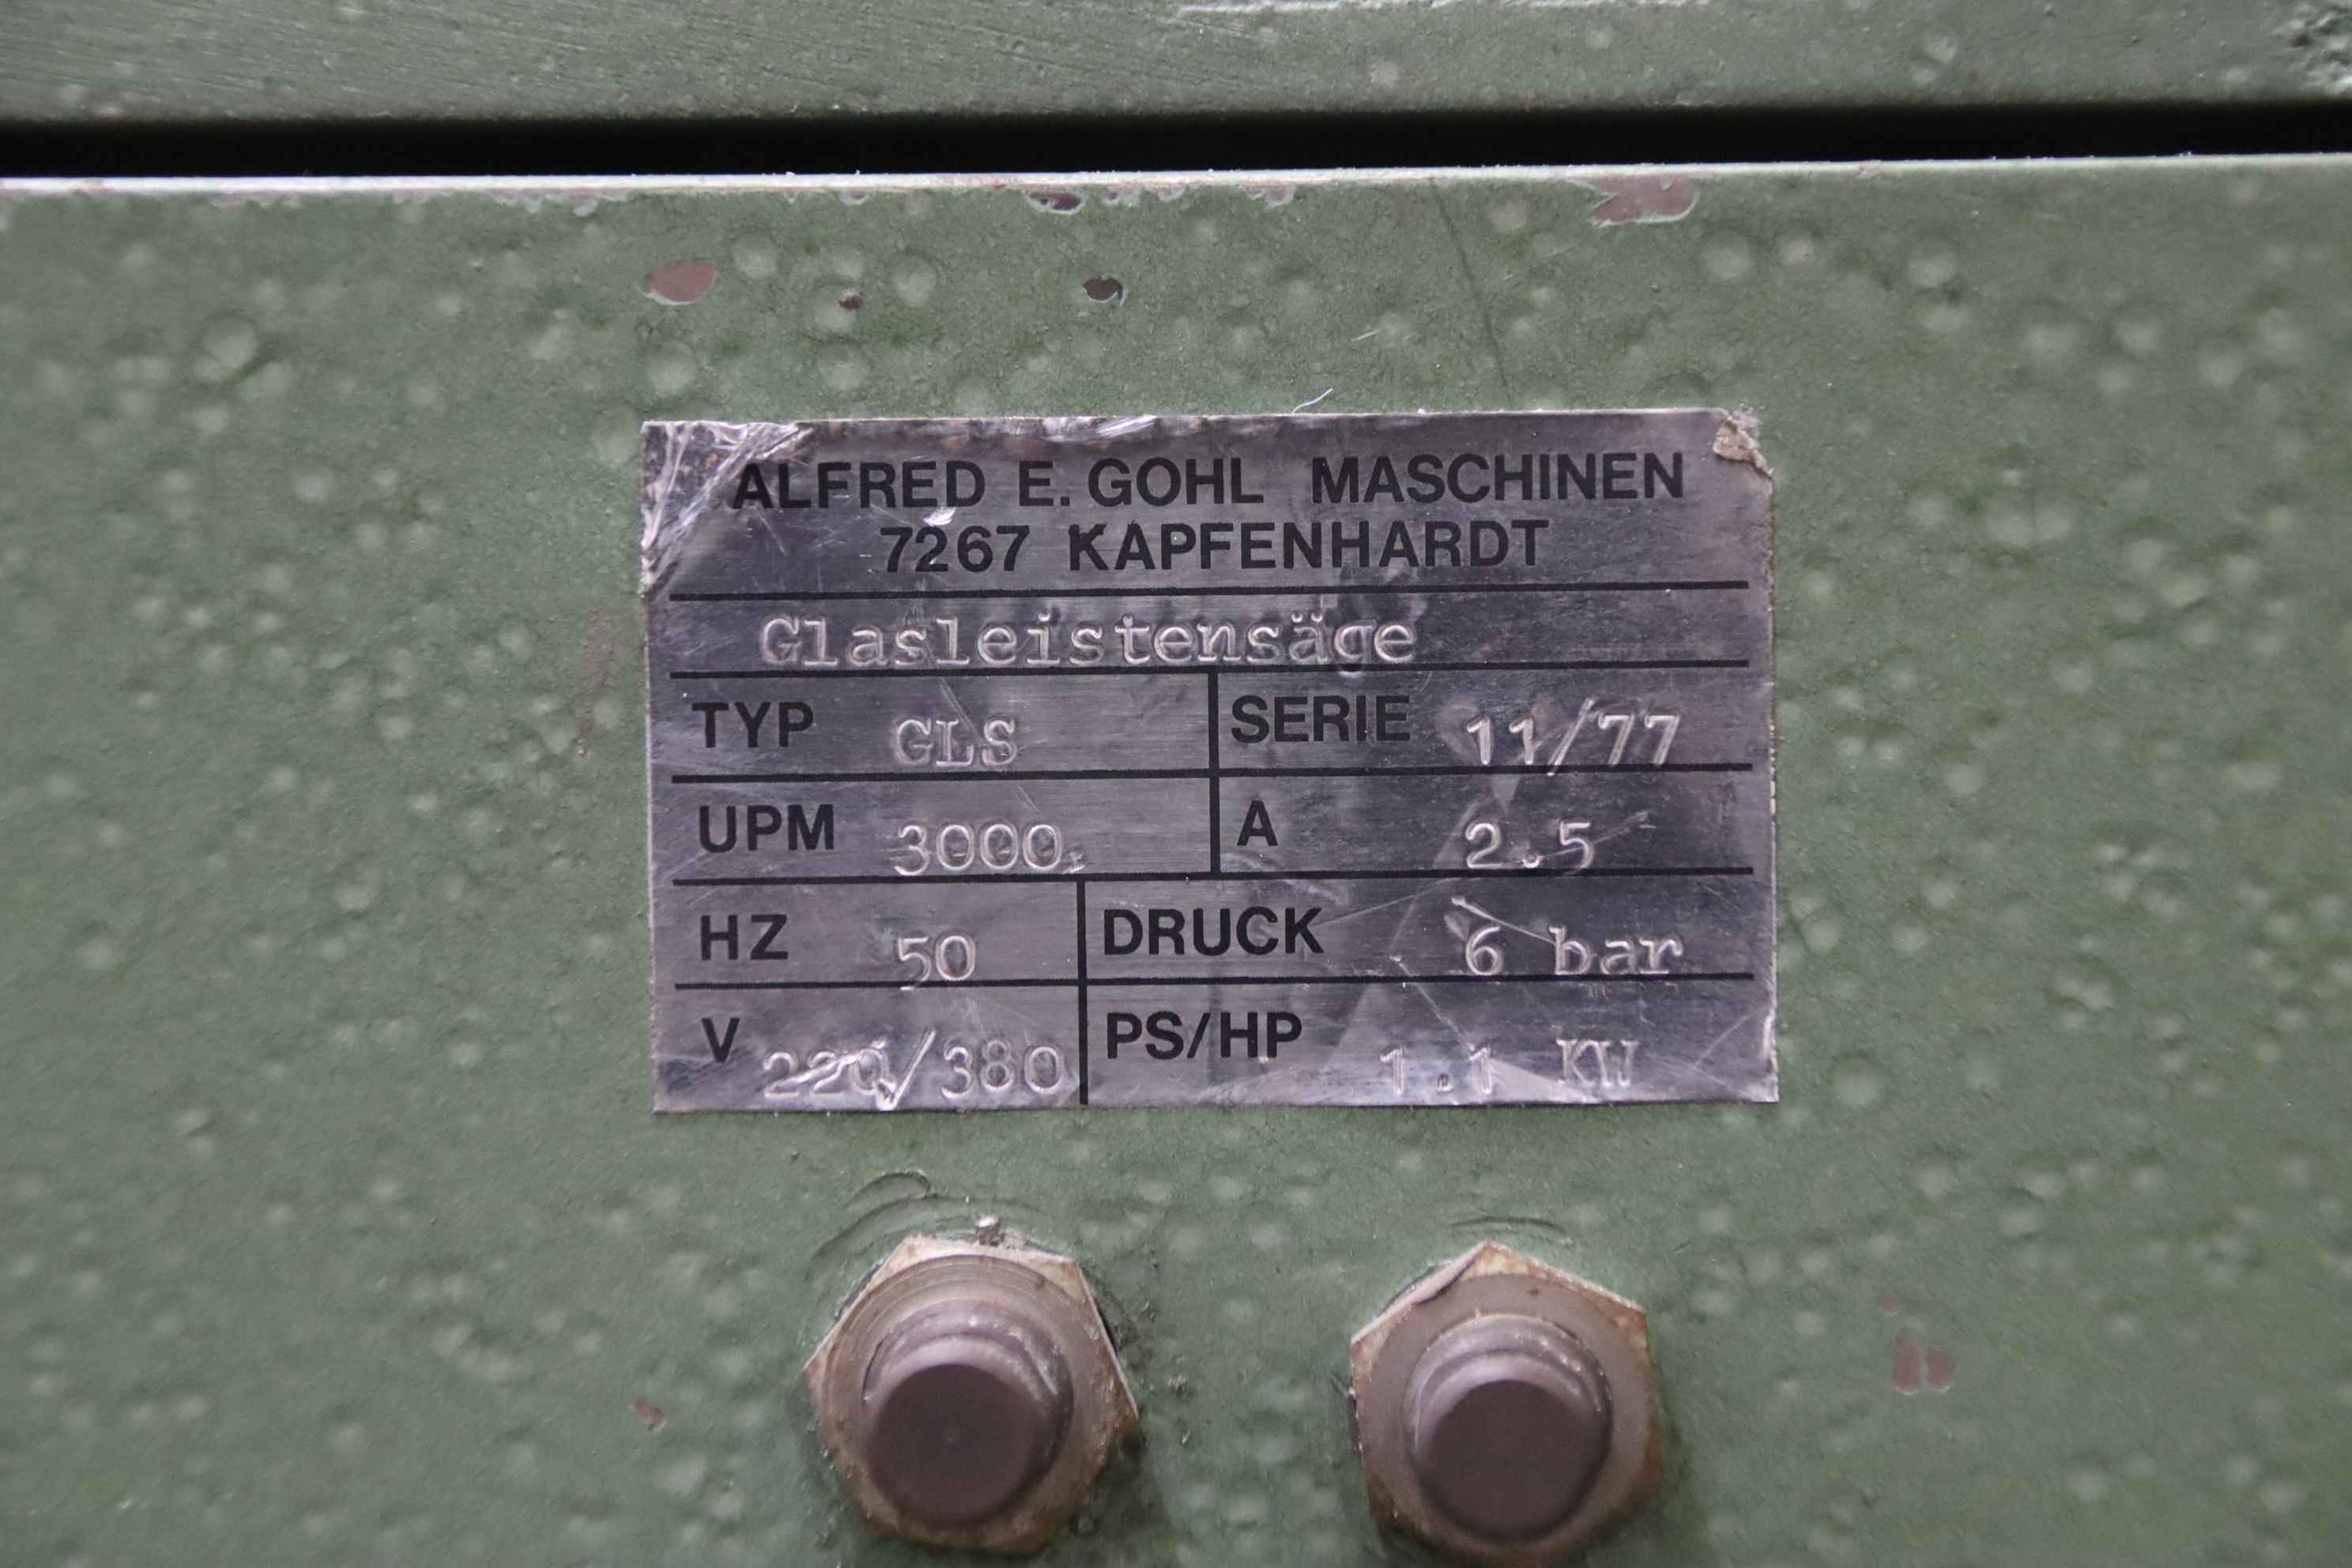 ALFRED E. GOHL MASCHINEN
7267 KAPFENHARDT
Glasleistensäge
TYP GLS SERIE 11/77
UPM 3000 A 2.5
HZ 50 DRUCK 6 bar
V 220/380 PS/HP 1.1 KW